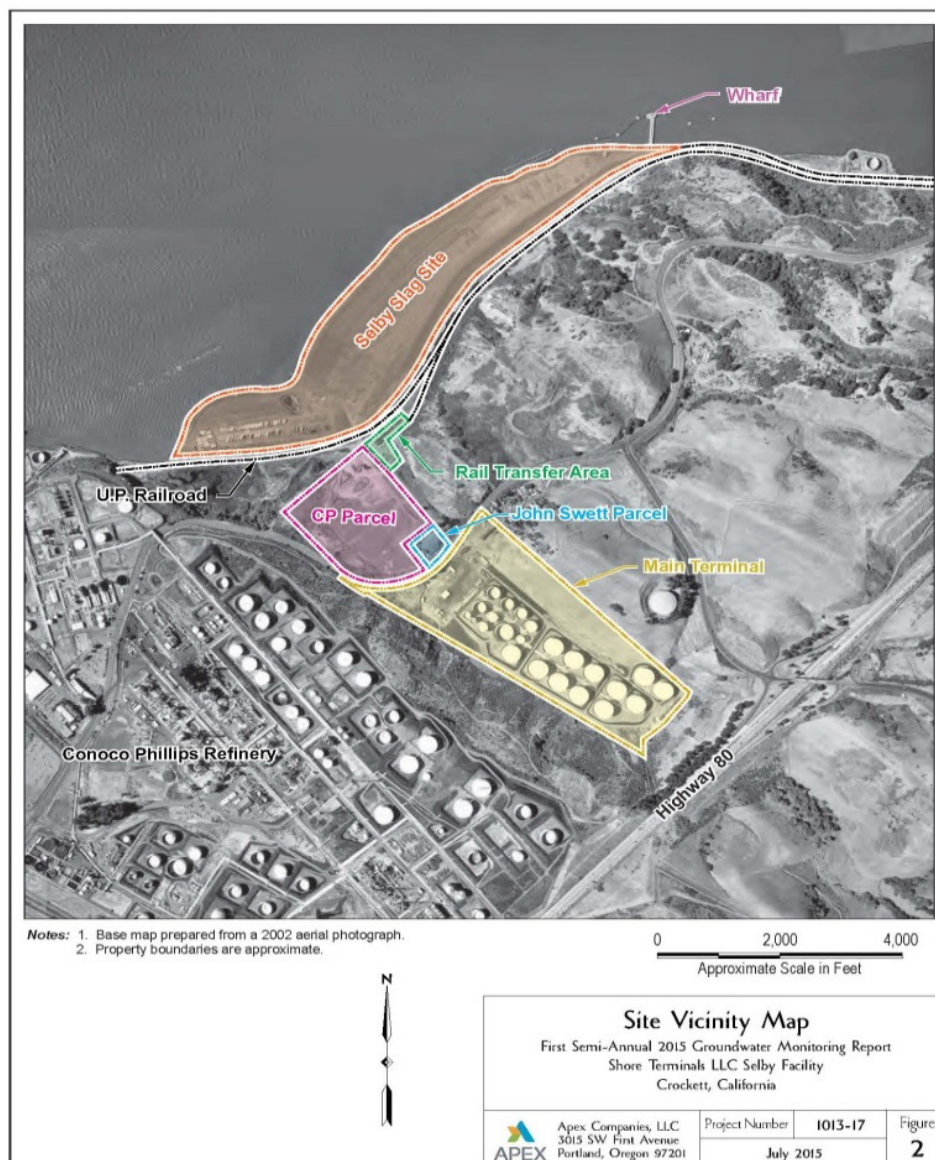 Wharf
Selby Slag Site
Rail Transfer Area
U.P. Railroad
CP Parcel
John Swett Parcel
Main Terminal
Conoco Phillips Refinery
Highway 80
Notes: 1. Base map prepared from a 2002 aerial photograph.
2. Property boundaries are approximate.
0 2,000 4,000
Approximate Scale in Feet
N
Site Vicinity Map
First Semi-Annual 2015 Groundwater Monitoring Report
Shore Terminals LLC Selby Facility
Crockett, California
APEX
Apex Companies, LLC
3015 SW First Avenue
Portland, Oregon 97201
Project Number 1013-17
July 2015
Figure
2